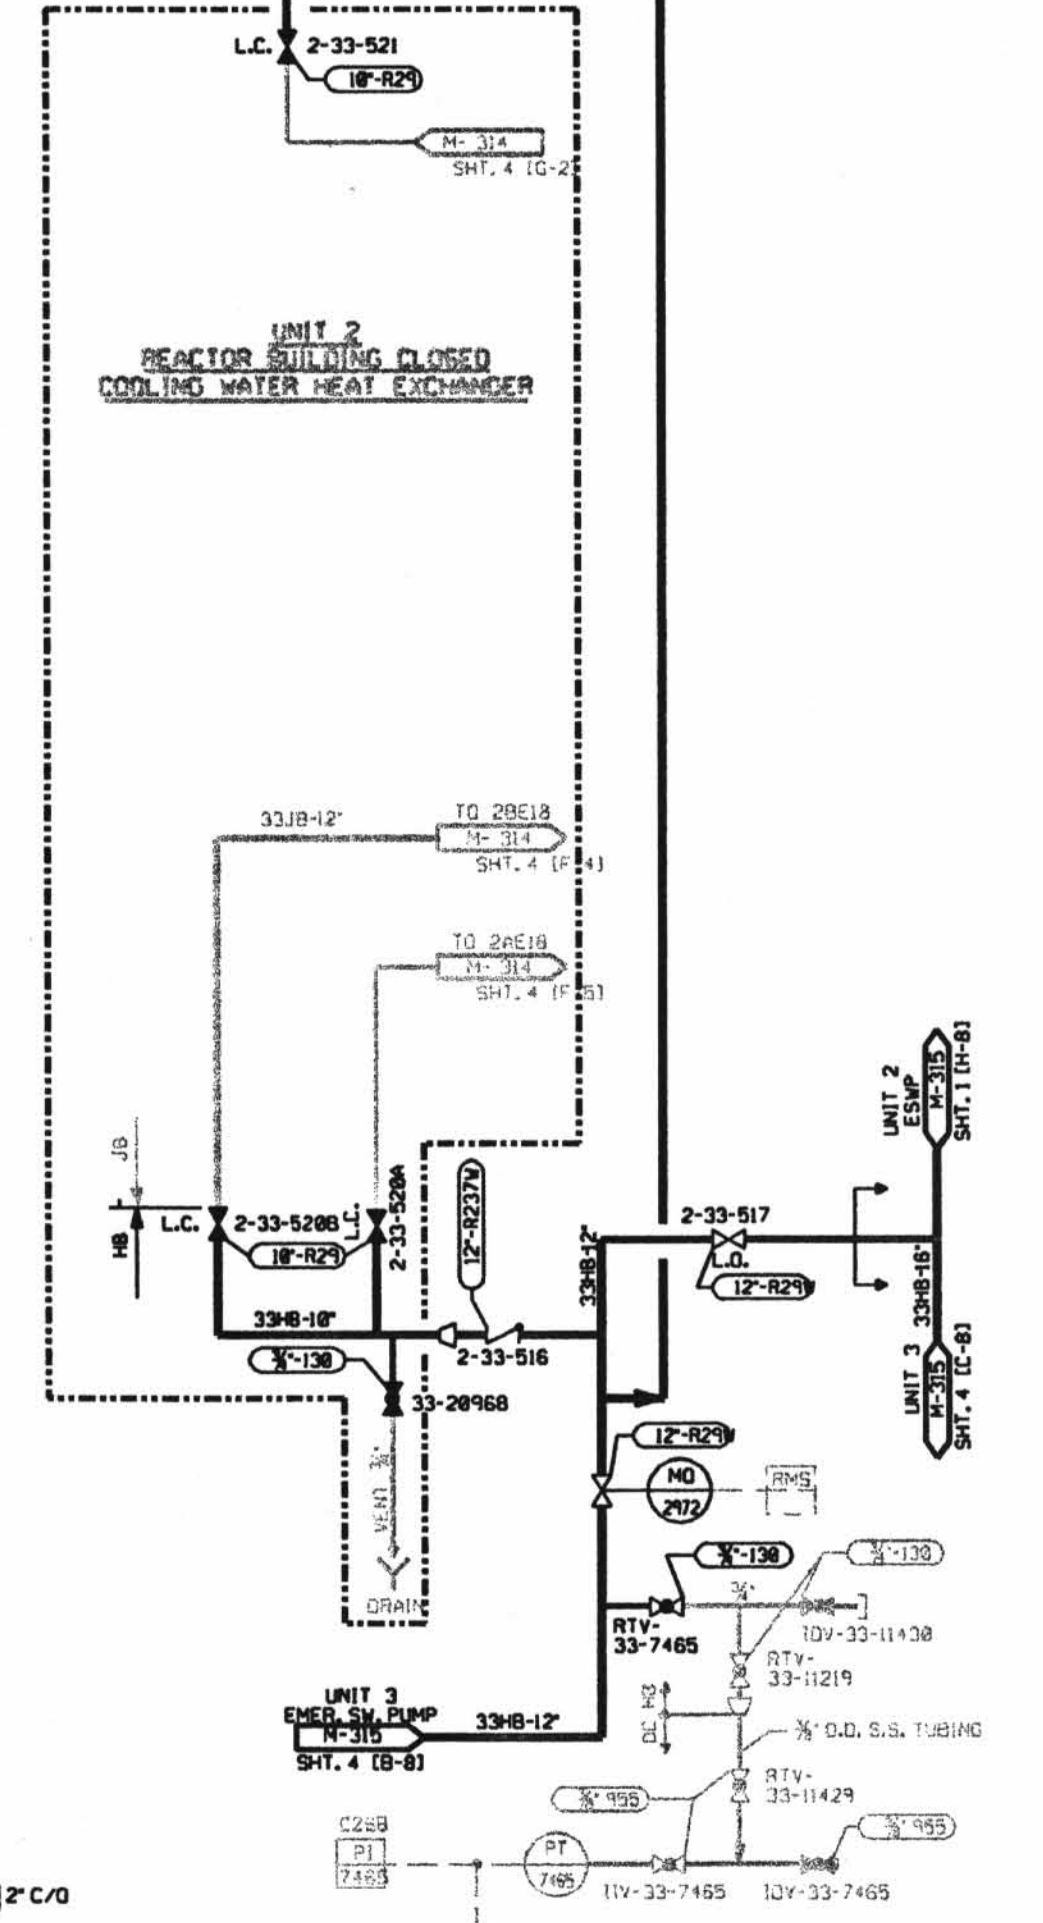 L.C. 2-33-521
10"-R29
M- 314
SHT. 4 [G-2]
UNIT 2
REACTOR BUILDING CLOSED
COOLING WATER HEAT EXCHANGER
33JB-12"
TO 2BE18
M- 314
SHT. 4 [F-4]
TO 2AE18
M- 314
SHT. 4 [F-5]
UNIT 2
ESWP
M-315
SHT. 1 [H-8]
JB
HB
L.C. 2-33-520B
L.C.
2-33-520A
10"-R29
12"-R237W
2-33-517
L.O.
12"-R29W
33HB-12"
33HB-16"
33HB-10"
2-33-516
¾"-130
33-20968
UNIT 3
M-315
SHT. 4 [C-8]
12"-R29W
MO
2972
RMS
VENT ¾"
DRAIN
¾"-130
¾"-130
¾"
RTV-
33-7465
IDV-33-11430
RTV-
33-11219
HB
UNIT 3
EMER. SW. PUMP
M-315
SHT. 4 [B-8]
33HB-12"
O.D. S.S. TUBING
RTV-
33-11429
955
955
C26B
PI
7465
PT
7465
IIV-33-7465
IDV-33-7465
2" C/O